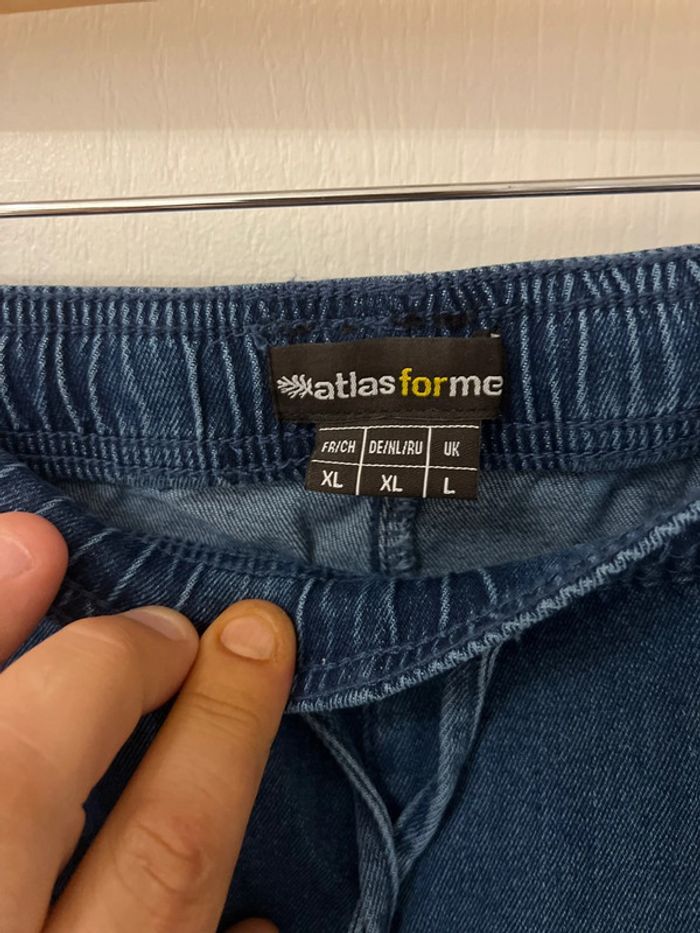 atlasforme
FR/CH DE/NL/RU UK
XL XL L